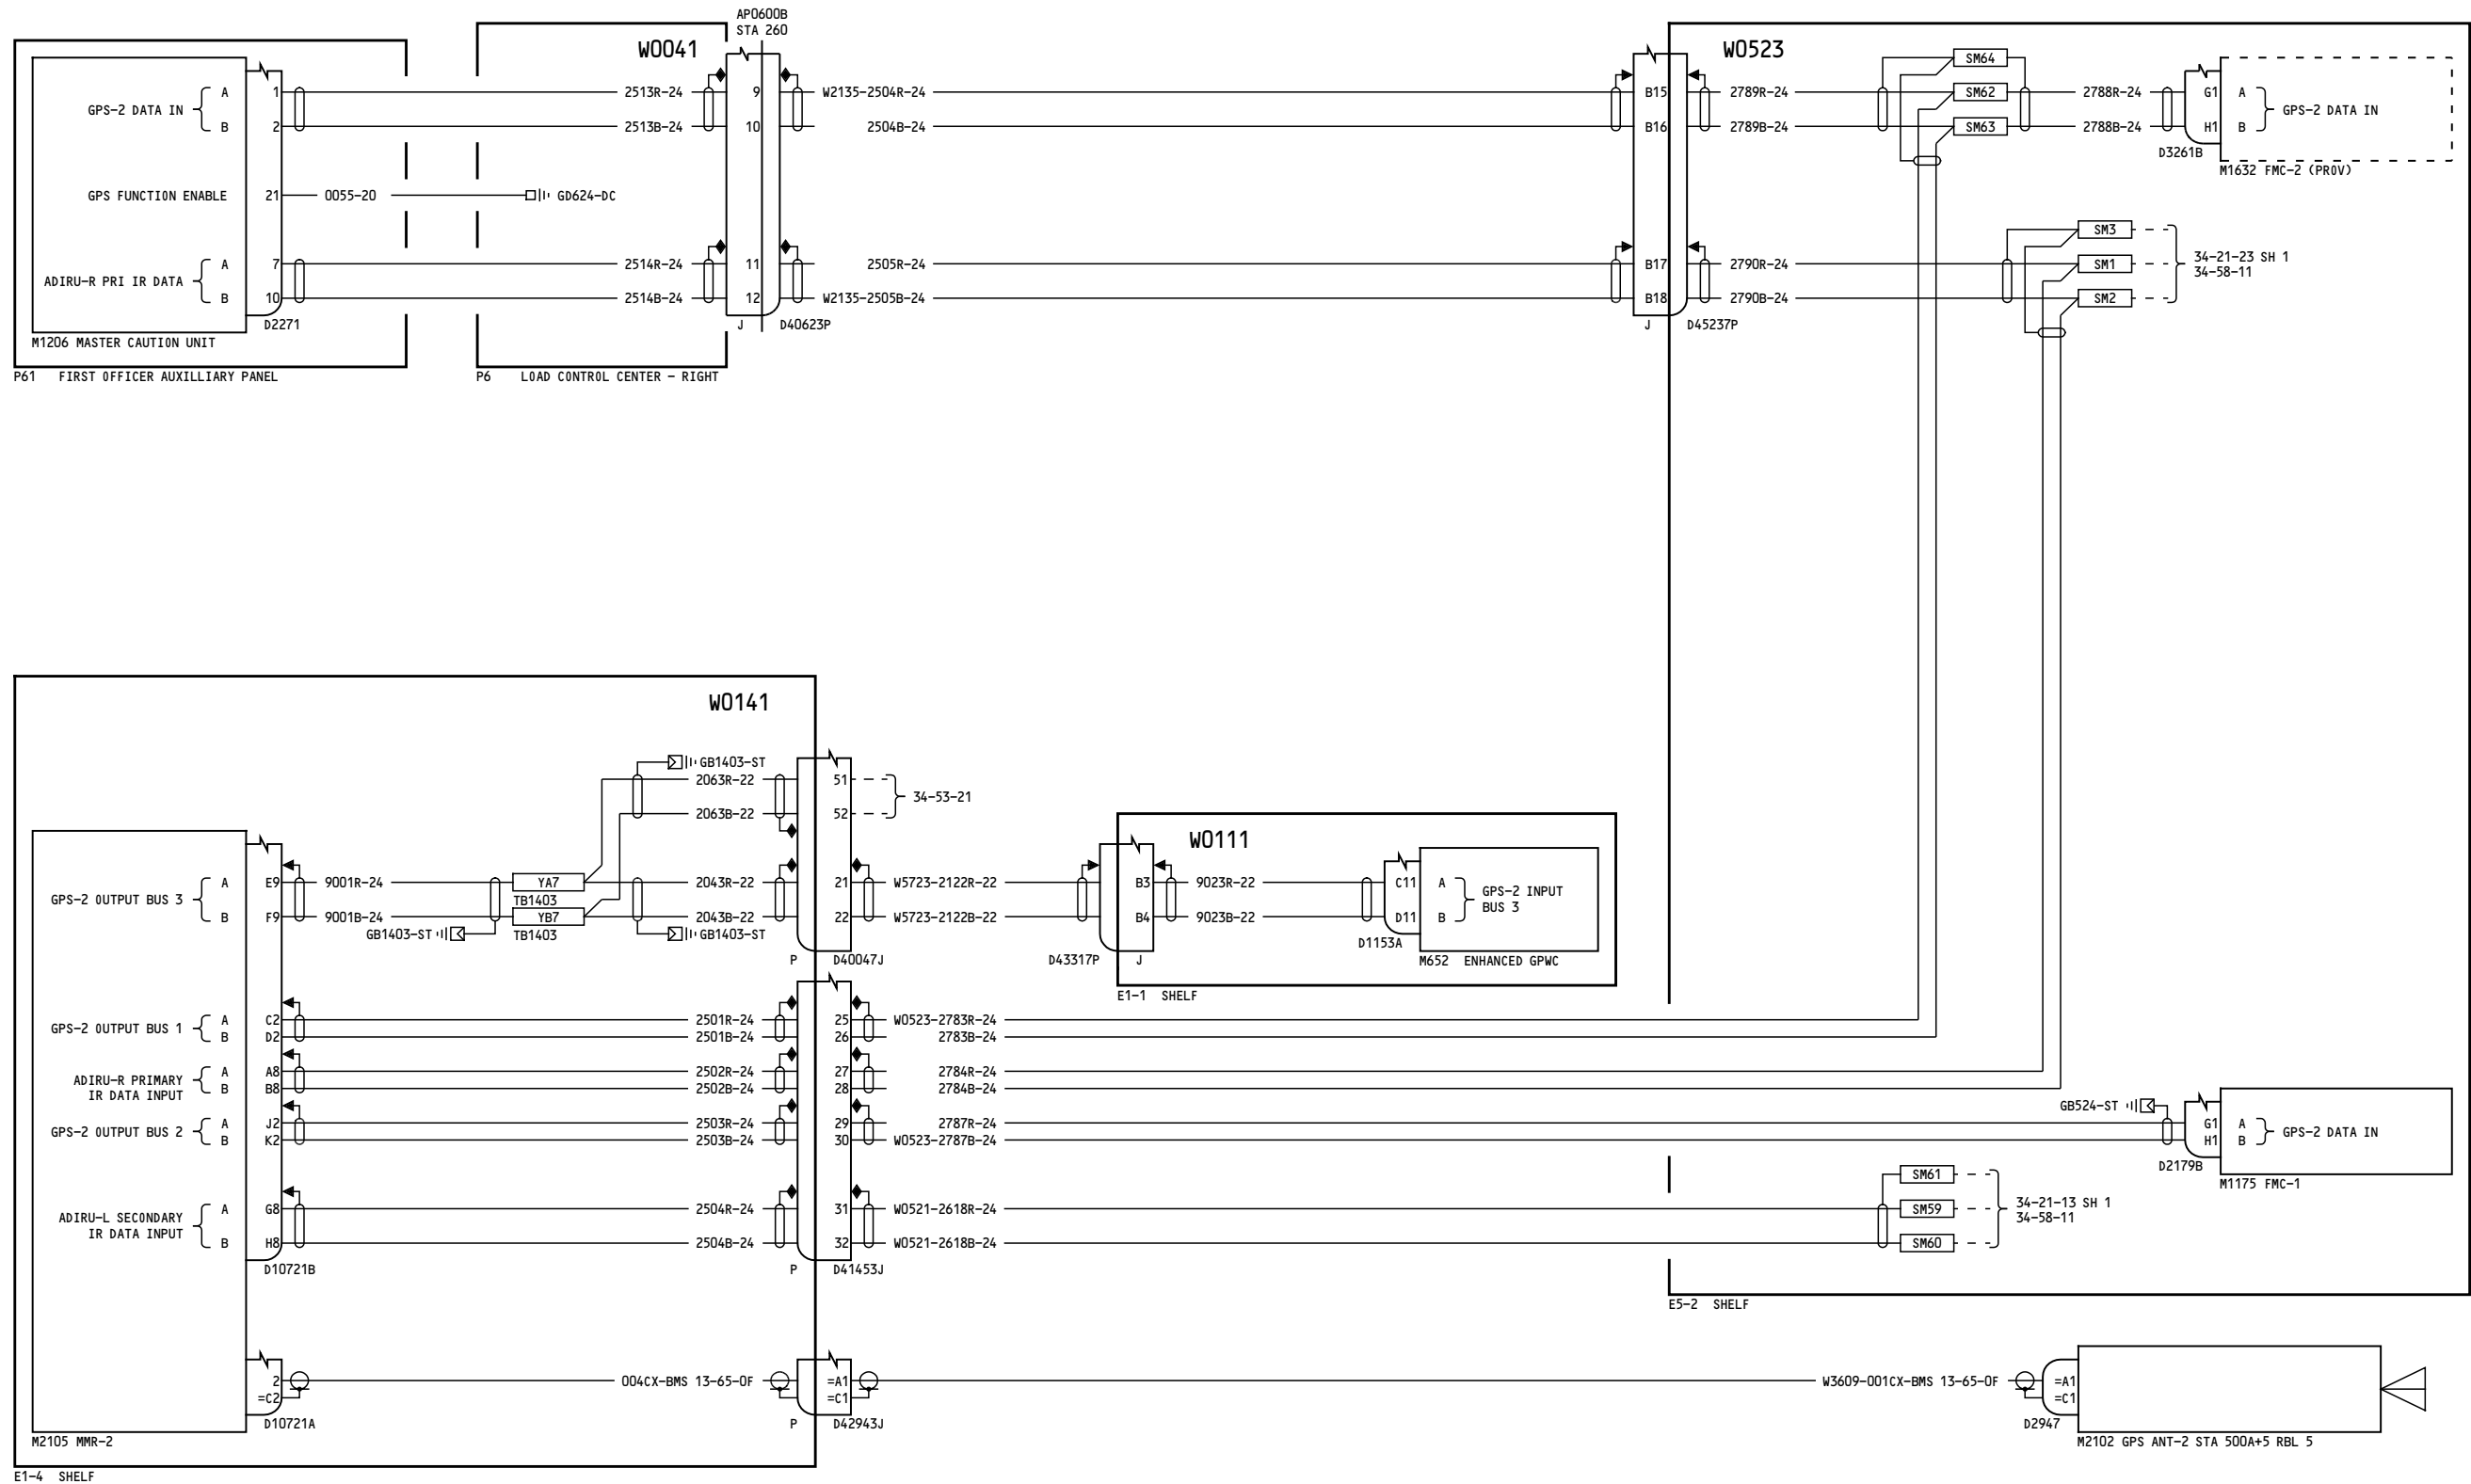 AP0600B
STA 260
W0041
W0523
GPS-2 DATA IN
A
B
1
2
2513R-24
2513B-24
9
10
W2135-2504R-24
2504B-24
B15
B16
2789R-24
2789B-24
SM64
SM62
SM63
2788R-24
2788B-24
G1
H1
A
B
GPS-2 DATA IN
D3261B
M1632 FMC-2 (PROV)
GPS FUNCTION ENABLE
21
0055-20
GD624-DC
ADIRU-R PRI IR DATA
A
B
7
10
2514R-24
2514B-24
11
12
2505R-24
W2135-2505B-24
B17
B18
2790R-24
2790B-24
SM3
SM1
SM2
34-21-23 SH 1
34-58-11
D2271
J
D40623P
J
D45237P
M1206 MASTER CAUTION UNIT
P61 FIRST OFFICER AUXILLIARY PANEL
P6 LOAD CONTROL CENTER - RIGHT
W0141
GB1403-ST
2063R-22
2063B-22
51
52
34-53-21
W0111
GPS-2 OUTPUT BUS 3
A
B
E9
F9
9001R-24
9001B-24
YA7
TB1403
YB7
TB1403
GB1403-ST
2043R-22
2043B-22
GB1403-ST
21
22
W5723-2122R-22
W5723-2122B-22
B3
B4
9023R-22
9023B-22
C11
D11
A
B
GPS-2 INPUT
BUS 3
D1153A
P
D40047J
D43317P
J
M652 ENHANCED GPWC
E1-1 SHELF
GPS-2 OUTPUT BUS 1
A
B
C2
D2
2501R-24
2501B-24
25
26
W0523-2783R-24
2783B-24
ADIRU-R PRIMARY
IR DATA INPUT
A
B
A8
B8
2502R-24
2502B-24
27
28
2784R-24
2784B-24
GPS-2 OUTPUT BUS 2
A
B
J2
K2
2503R-24
2503B-24
29
30
2787R-24
W0523-2787B-24
GB524-ST
G1
H1
A
B
GPS-2 DATA IN
D2179B
M1175 FMC-1
ADIRU-L SECONDARY
IR DATA INPUT
A
B
G8
H8
2504R-24
2504B-24
31
32
W0521-2618R-24
W0521-2618B-24
SM61
SM59
SM60
34-21-13 SH 1
34-58-11
D10721B
P
D41453J
E5-2 SHELF
2
=C2
004CX-BMS 13-65-OF
=A1
=C1
W3609-001CX-BMS 13-65-OF
=A1
=C1
D10721A
P
D42943J
D2947
M2105 MMR-2
M2102 GPS ANT-2 STA 500A+5 RBL 5
E1-4 SHELF